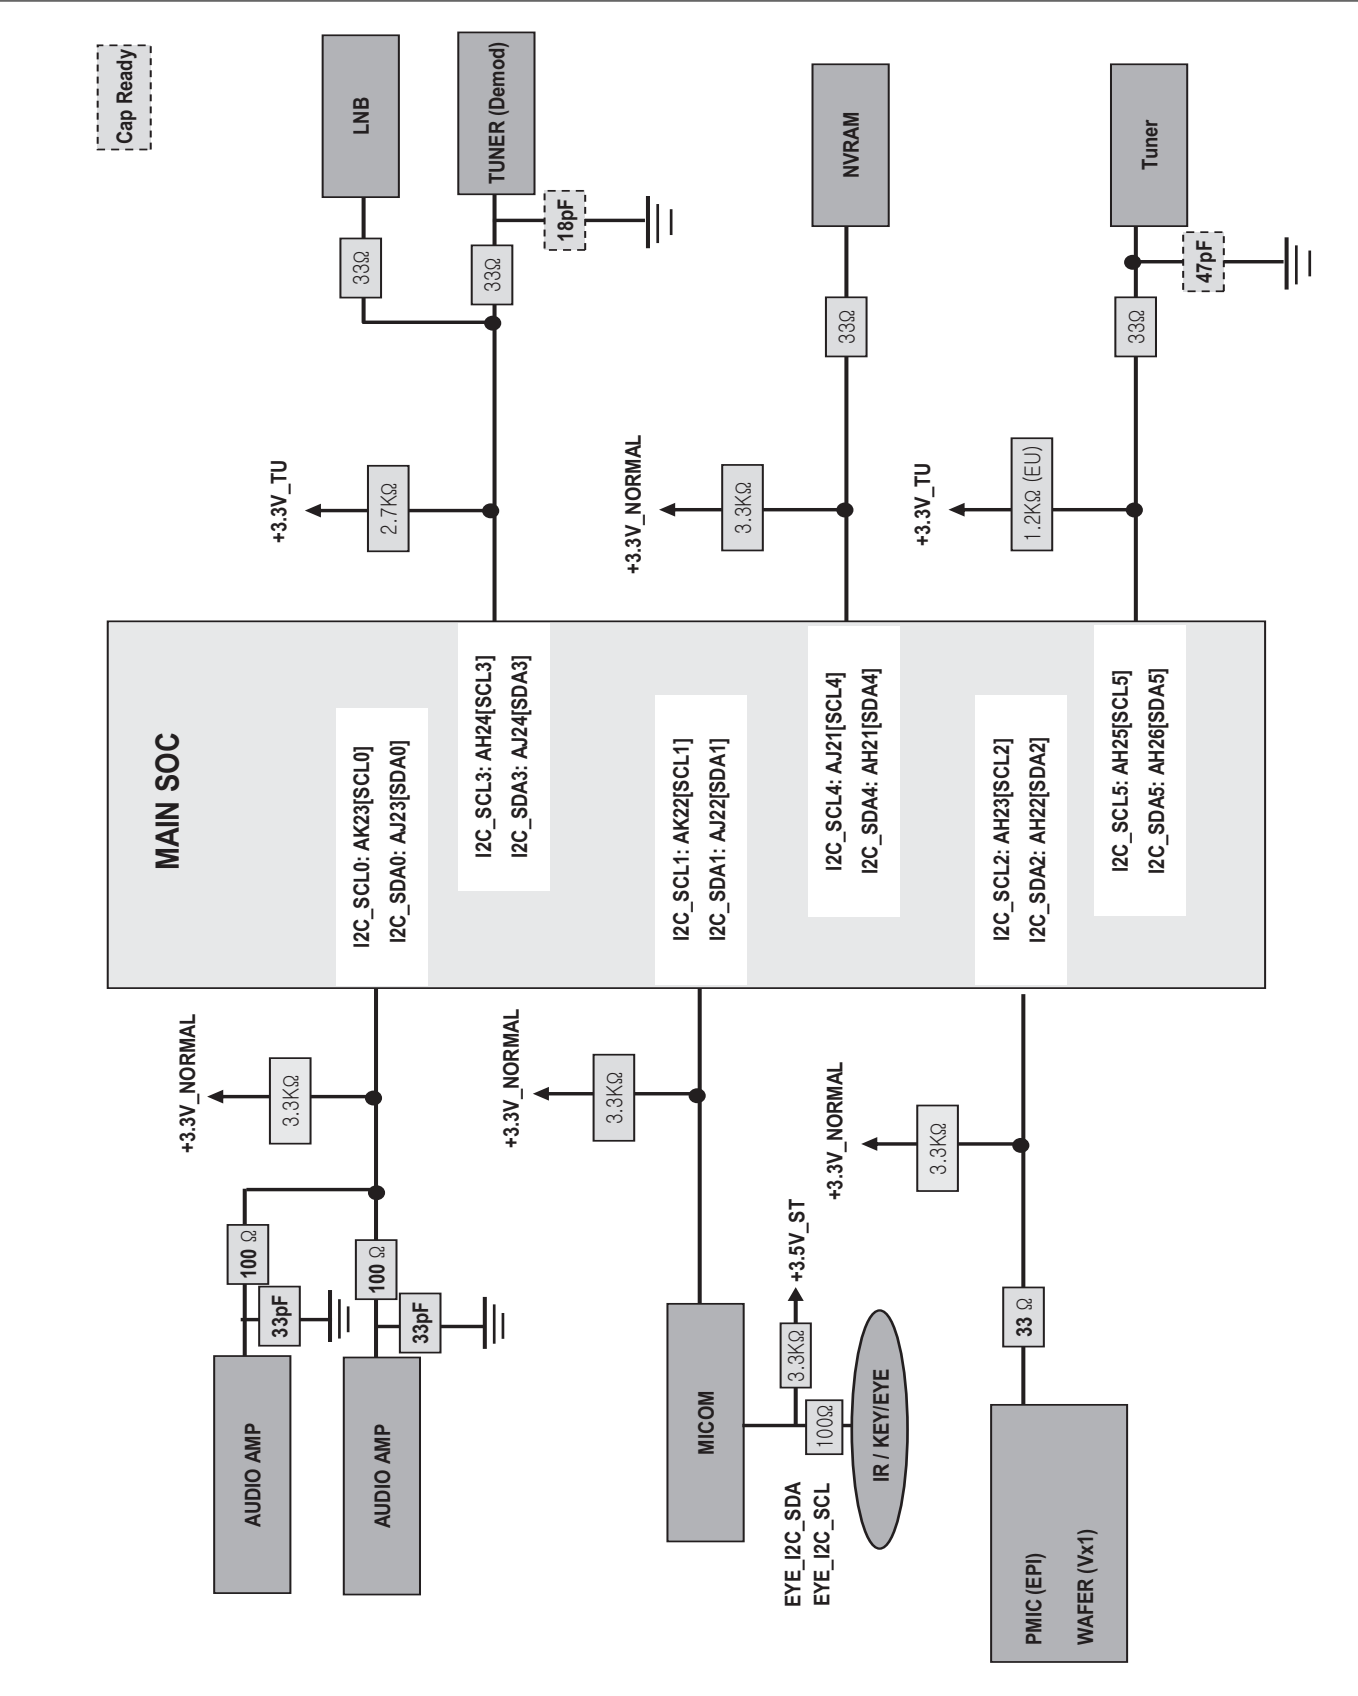 Cap Ready
LNB
TUNER (Demod)
NVRAM
Tuner
33Ω
33Ω
18pF
33Ω
33Ω
47pF
+3.3V_TU
2.7KΩ
+3.3V_NORMAL
3.3KΩ
+3.3V_TU
1.2KΩ (EU)
MAIN SOC
I2C_SCL0: AK23[SCL0]
I2C_SDA0: AJ23[SDA0]
I2C_SCL3: AH24[SCL3]
I2C_SDA3: AJ24[SDA3]
I2C_SCL1: AK22[SCL1]
I2C_SDA1: AJ22[SDA1]
I2C_SCL4: AJ21[SCL4]
I2C_SDA4: AH21[SDA4]
I2C_SCL2: AH23[SCL2]
I2C_SDA2: AH22[SDA2]
I2C_SCL5: AH25[SCL5]
I2C_SDA5: AH26[SDA5]
+3.3V_NORMAL
3.3KΩ
+3.3V_NORMAL
3.3KΩ
+3.3V_NORMAL
3.3KΩ
100 Ω
33pF
100 Ω
33pF
AUDIO AMP
AUDIO AMP
MICOM
+3.5V_ST
3.3KΩ
100Ω
EYE_I2C_SDA
EYE_I2C_SCL
IR / KEY/EYE
33 Ω
PMIC (EPI)
WAFER (Vx1)